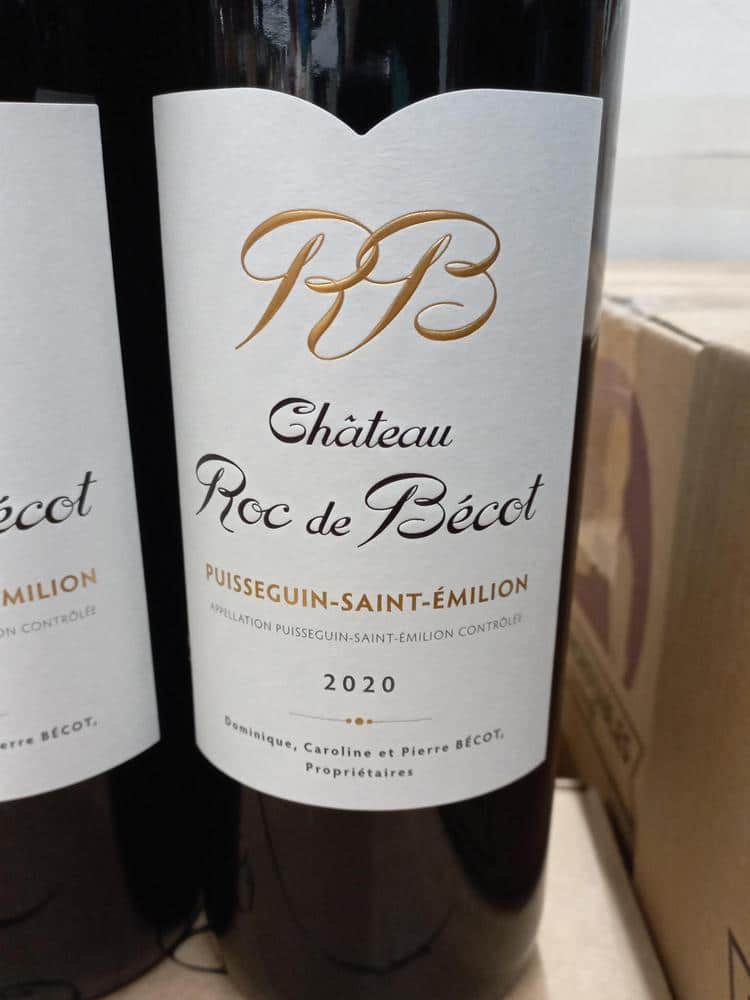 RB
Château
Roc de Bécot
PUISSEGUIN-SAINT-ÉMILION
APPELLATION PUISSEGUIN-SAINT-ÉMILION CONTRÔLÉE
2020
Dominique, Caroline et Pierre BÉCOT,
Propriétaires
écot
MILION
ON CONTRÔLÉE
erre BÉCOT,